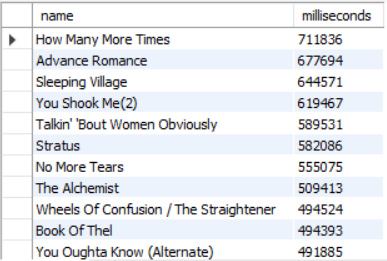 name milliseconds
How Many More Times 711836
Advance Romance 677694
Sleeping Village 644571
You Shook Me(2) 619467
Talkin' 'Bout Women Obviously 589531
Stratus 582086
No More Tears 555075
The Alchemist 509413
Wheels Of Confusion / The Straightener 494524
Book Of Thel 494393
You Oughta Know (Alternate) 491885